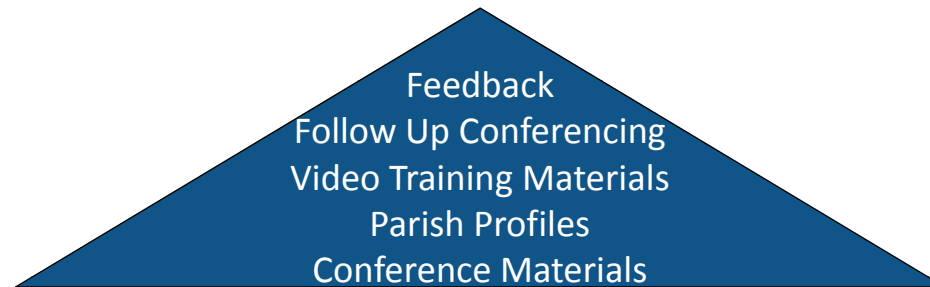 Feedback
Follow Up Conferencing
Video Training Materials
Parish Profiles
Conference Materials